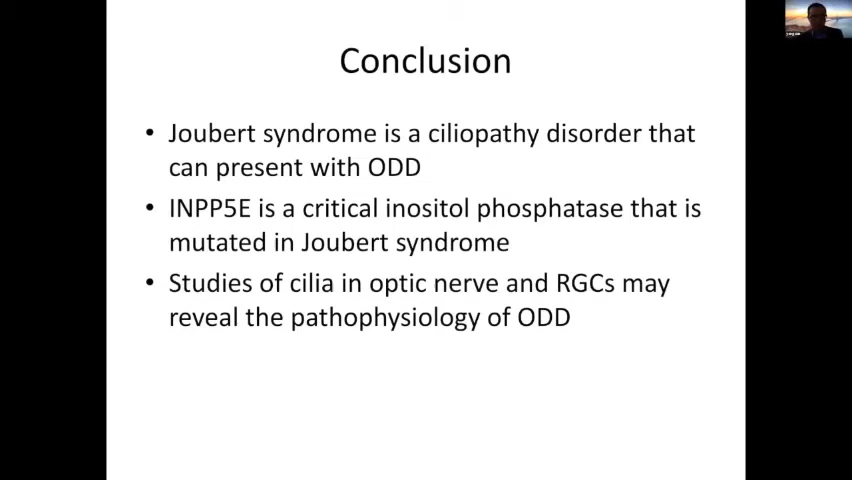 Conclusion
• Joubert syndrome is a ciliopathy disorder that
can present with ODD
• INPP5E is a critical inositol phosphatase that is
mutated in Joubert syndrome
• Studies of cilia in optic nerve and RGCs may
reveal the pathophysiology of ODD